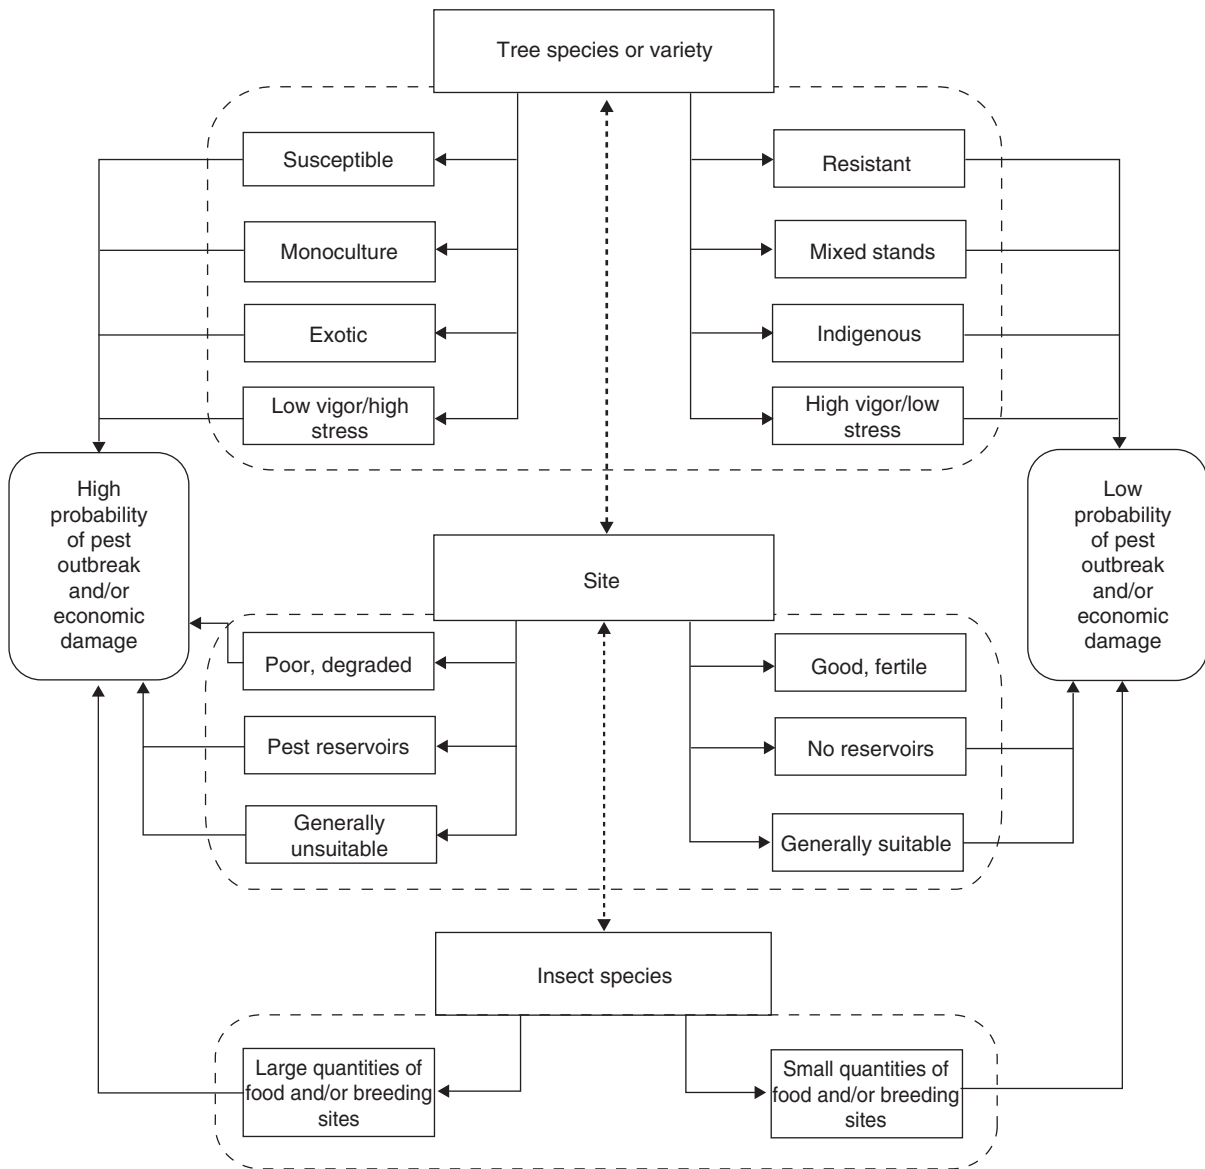 Tree species or variety
Susceptible
Resistant
Monoculture
Mixed stands
Exotic
Indigenous
Low vigor/high
stress
High vigor/low
stress
High
probability
of pest
outbreak
and/or
economic
damage
Low
probability
of pest
outbreak
and/or
economic
damage
Site
Poor, degraded
Good, fertile
Pest reservoirs
No reservoirs
Generally
unsuitable
Generally suitable
Insect species
Large quantities of
food and/or breeding
sites
Small quantities of
food and/or breeding
sites